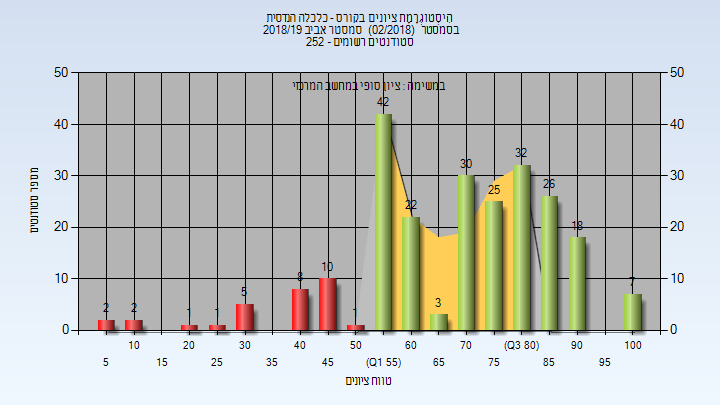 היסטוגרמת ציונים בקורס - כלכלה הנדסית
בסמסטר (02/2018) סמסטר אביב 2018/19
סטודנטים רשומים - 252
במשימה : ציון סופי במחשב המרכזי
50 50
40 40
30 30
20 20
10 10
0 0
מספר סטודנטים
2 2 1 1 5 8 10 1 42 22 3 30 25 32 26 18 7
10 20 30 40 50 60 70 (Q3 80) 90 100
5 15 25 35 45 (Q1 55) 65 75 85 95
טווח ציונים